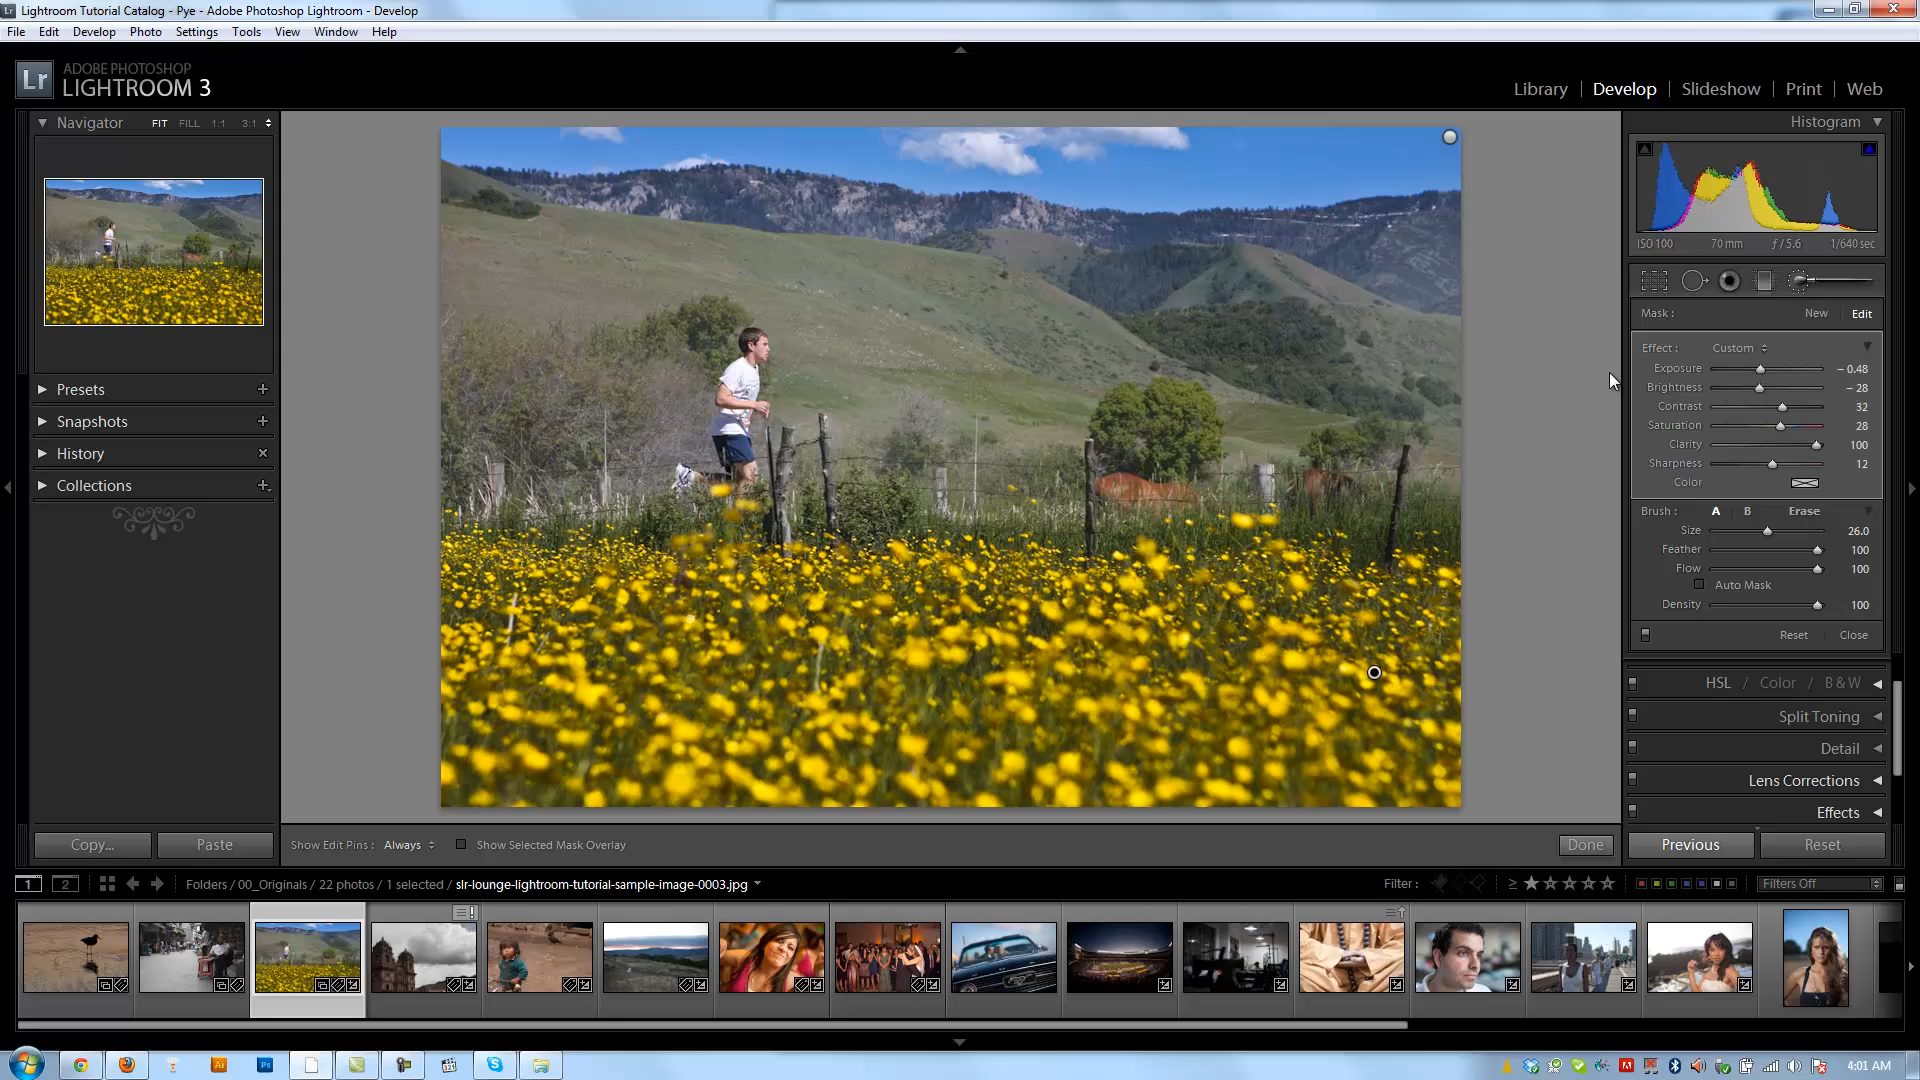 Lr Lightroom Tutorial Catalog - Pye - Adobe Photoshop Lightroom - Develop
File Edit Develop Photo Settings Tools View Window Help
Lr ADOBE PHOTOSHOP
LIGHTROOM 3
Library | Develop | Slideshow | Print | Web
Navigator FIT FILL 1:1 3:1
Histogram
ISO 100 70 mm ƒ / 5.6 1/640 sec
Mask : New Edit
Effect : Custom
Exposure - 0.48
Brightness - 28
Contrast 32
Saturation 28
Clarity 100
Sharpness 12
Color
Brush : A B Erase
Size 26.0
Feather 100
Flow 100
Auto Mask
Density 100
Reset Close
Presets
Snapshots
History
Collections
HSL / Color / B & W
Split Toning
Detail
Lens Corrections
Effects
Copy... Paste
Show Edit Pins : Always Show Selected Mask Overlay Done
Previous Reset
1 2 Folders / 00_Originals / 22 photos / 1 selected / slr-lounge-lightroom-tutorial-sample-image-0003.jpg Filter : ≥ Filters Off
Ai Ps 4:01 AM